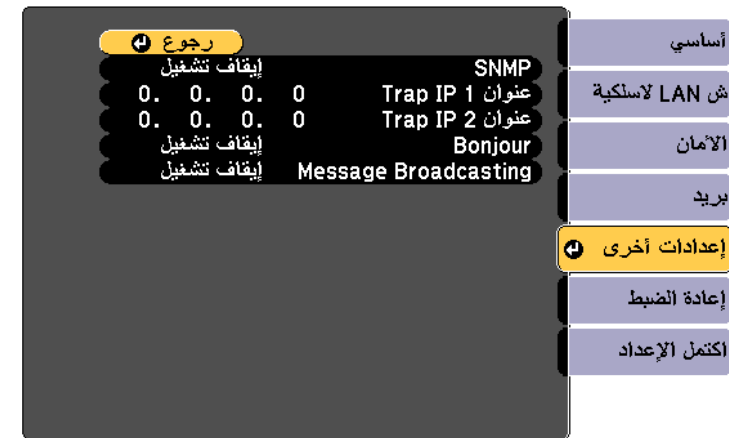 أساسي
ش LAN لاسلكية
الأمان
بريد
إعدادات أخرى
إعادة الضبط
اكتمل الإعداد
رجوع
SNMP إيقاف تشغيل
عنوان Trap IP 1 0. 0. 0. 0
عنوان Trap IP 2 0. 0. 0. 0
Bonjour إيقاف تشغيل
Message Broadcasting إيقاف تشغيل